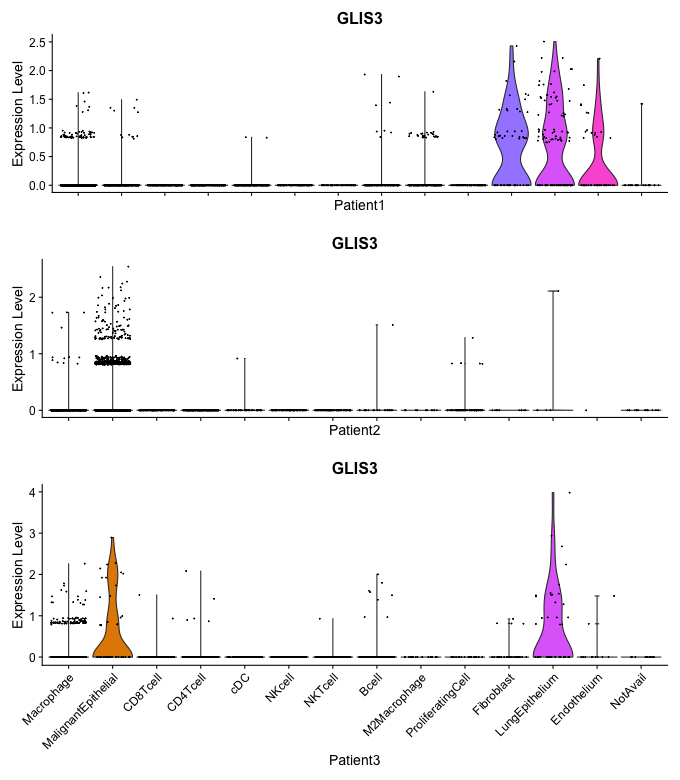 GLIS3
Expression Level
2.5
2.0
1.5
1.0
0.5
0.0
Patient1
GLIS3
Expression Level
2
1
0
Patient2
GLIS3
Expression Level
4
3
2
1
0
Macrophage
MalignantEpithelial
CD8Tcell
CD4Tcell
cDC
NKcell
NKTcell
Bcell
M2Macrophage
ProliferatingCell
Fibroblast
LungEpithelium
Endothelium
NotAvail
Patient3